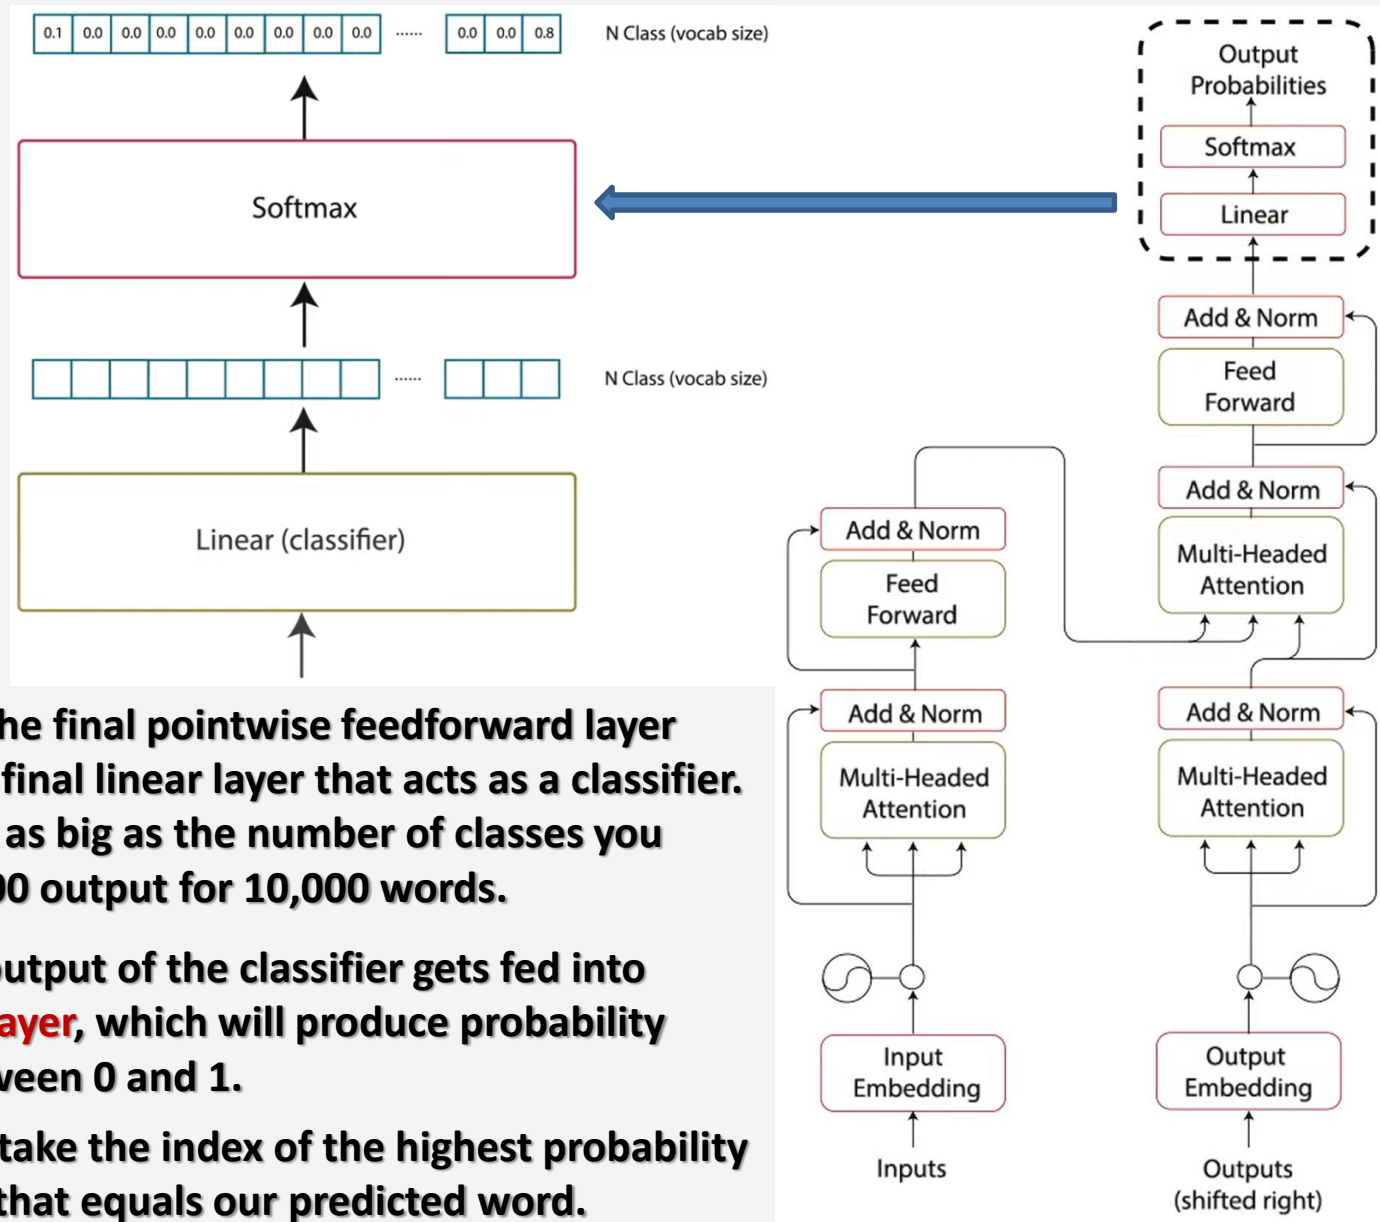 0.1 0.0 0.0 0.0 0.0 0.0 0.0 0.0 0.0 ...... 0.0 0.0 0.8 N Class (vocab size)
Softmax
N Class (vocab size)
......
Linear (classifier)
he final pointwise feedforward layer
final linear layer that acts as a classifier.
as big as the number of classes you
00 output for 10,000 words.
output of the classifier gets fed into
ayer, which will produce probability
ween 0 and 1.
take the index of the highest probability
that equals our predicted word.
Output
Probabilities
Softmax
Linear
Add & Norm
Feed
Forward
Add & Norm
Multi-Headed
Attention
Add & Norm
Multi-Headed
Attention
Output
Embedding
Outputs
(shifted right)
Add & Norm
Feed
Forward
Add & Norm
Multi-Headed
Attention
Input
Embedding
Inputs